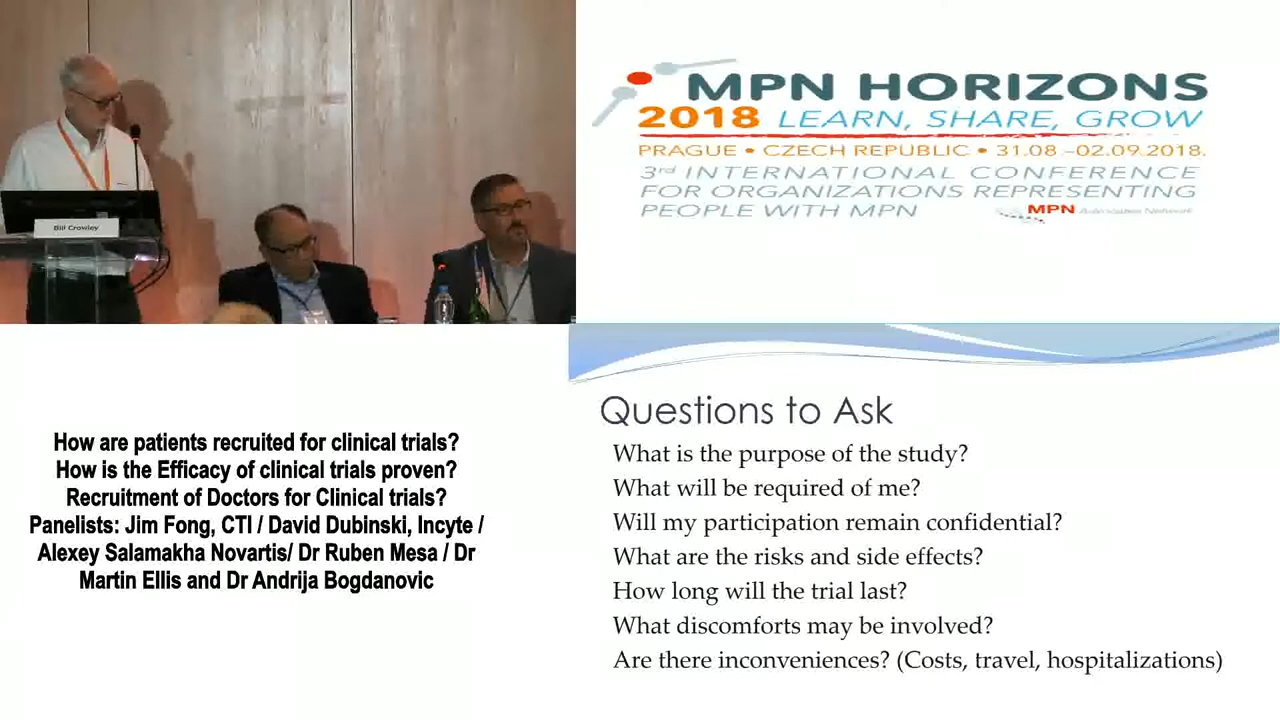 Bill Crowley
MPN HORIZONS
2018 LEARN, SHARE, GROW
PRAGUE • CZECH REPUBLIC • 31.08.-02.09.2018.
3rd INTERNATIONAL CONFERENCE
FOR ORGANIZATIONS REPRESENTING
PEOPLE WITH MPN
MPN Advocates Network
How are patients recruited for clinical trials?
How is the Efficacy of clinical trials proven?
Recruitment of Doctors for Clinical trials?
Panelists: Jim Fong, CTI / David Dubinski, Incyte /
Alexey Salamakha Novartis/ Dr Ruben Mesa / Dr
Martin Ellis and Dr Andrija Bogdanovic
Questions to Ask
What is the purpose of the study?
What will be required of me?
Will my participation remain confidential?
What are the risks and side effects?
How long will the trial last?
What discomforts may be involved?
Are there inconveniences? (Costs, travel, hospitalizations)